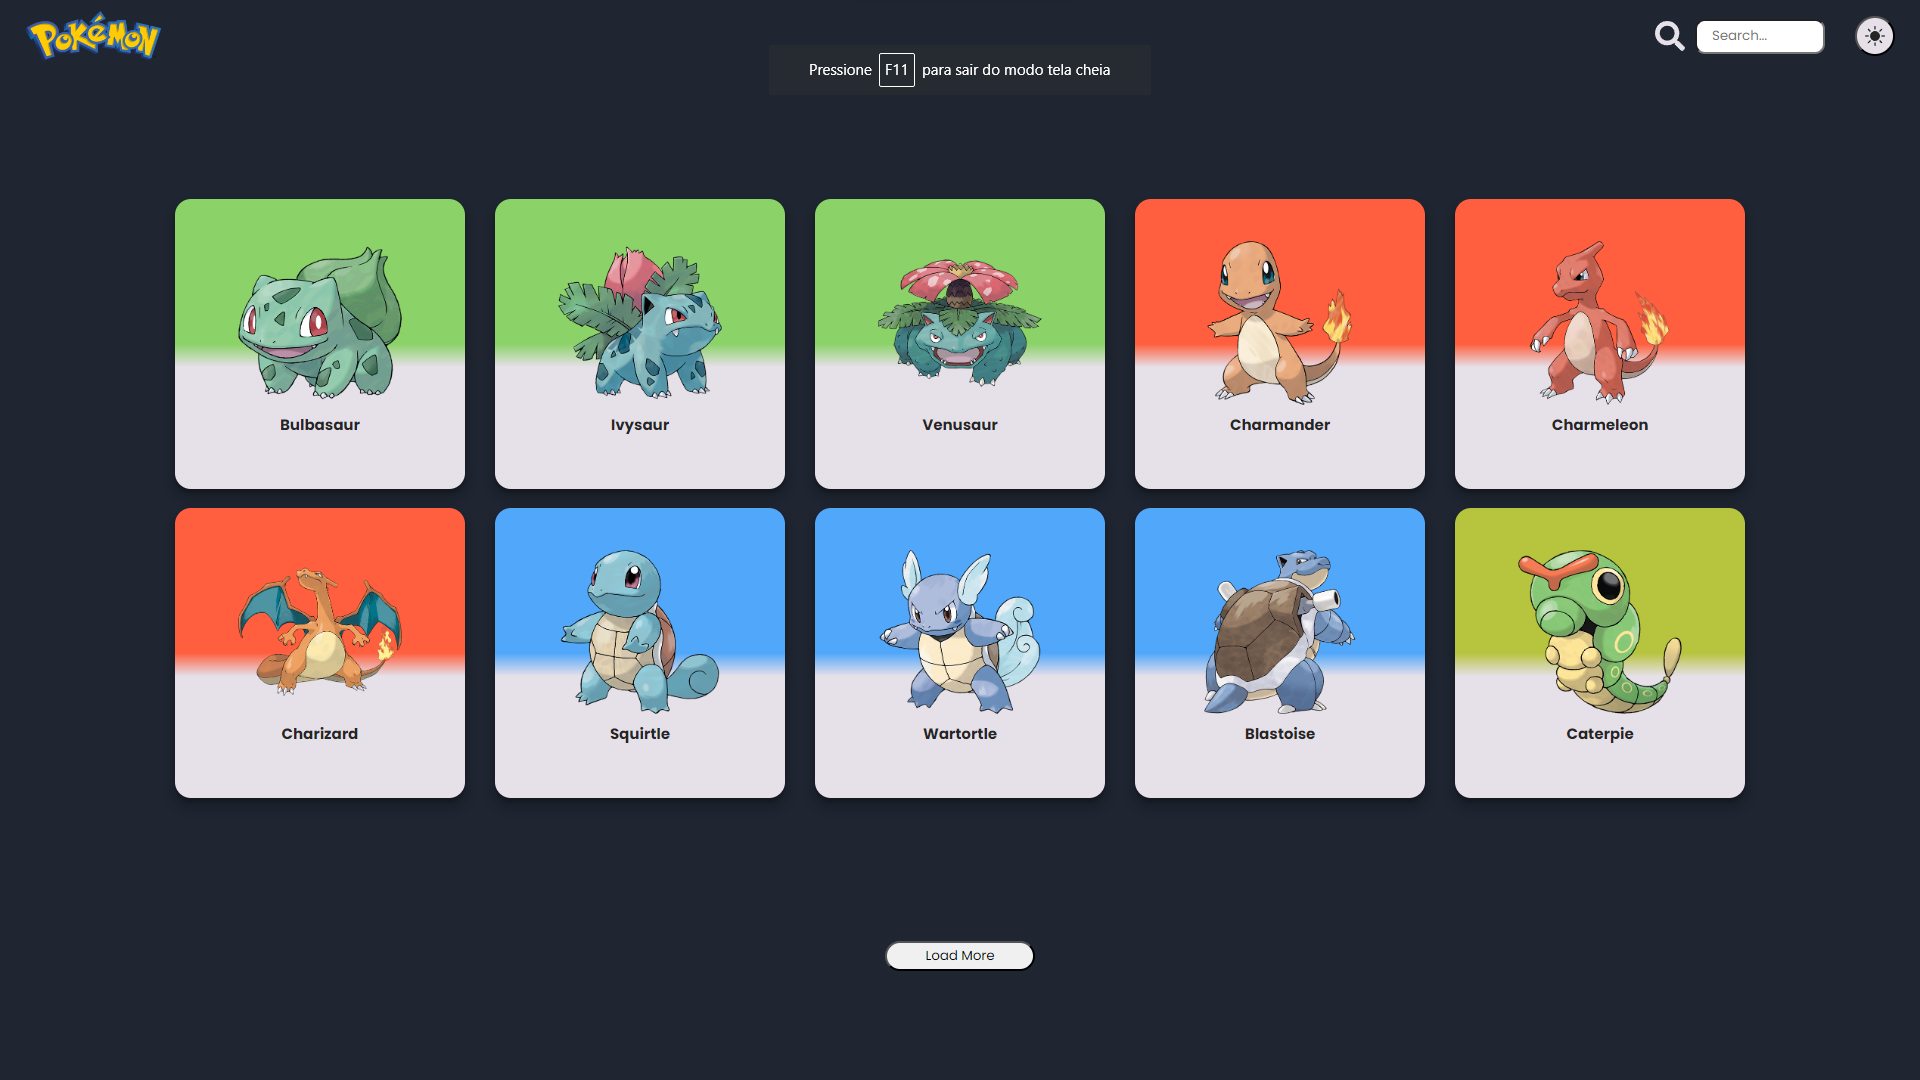 Pokémon
Search...
Pressione F11 para sair do modo tela cheia
Bulbasaur
Ivysaur
Venusaur
Charmander
Charmeleon
Charizard
Squirtle
Wartortle
Blastoise
Caterpie
Load More